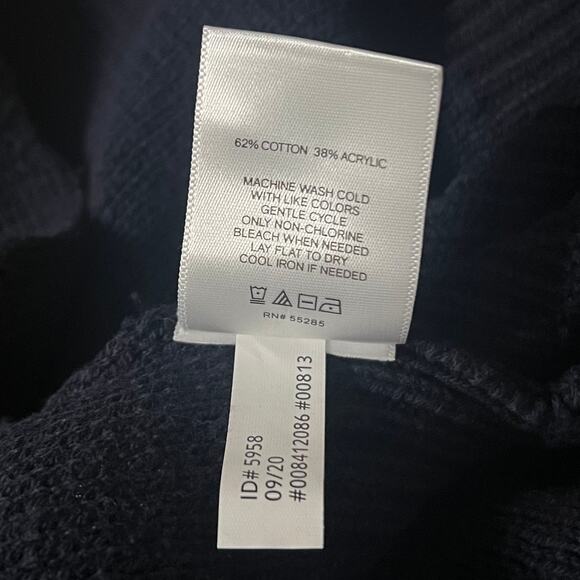 62% COTTON 38% ACRYLIC
MACHINE WASH COLD
WITH LIKE COLORS
GENTLE CYCLE
ONLY NON-CHLORINE
BLEACH WHEN NEEDED
LAY FLAT TO DRY
COOL IRON IF NEEDED
RN# 55285
ID# 5958
09/20
#008412086 #00813